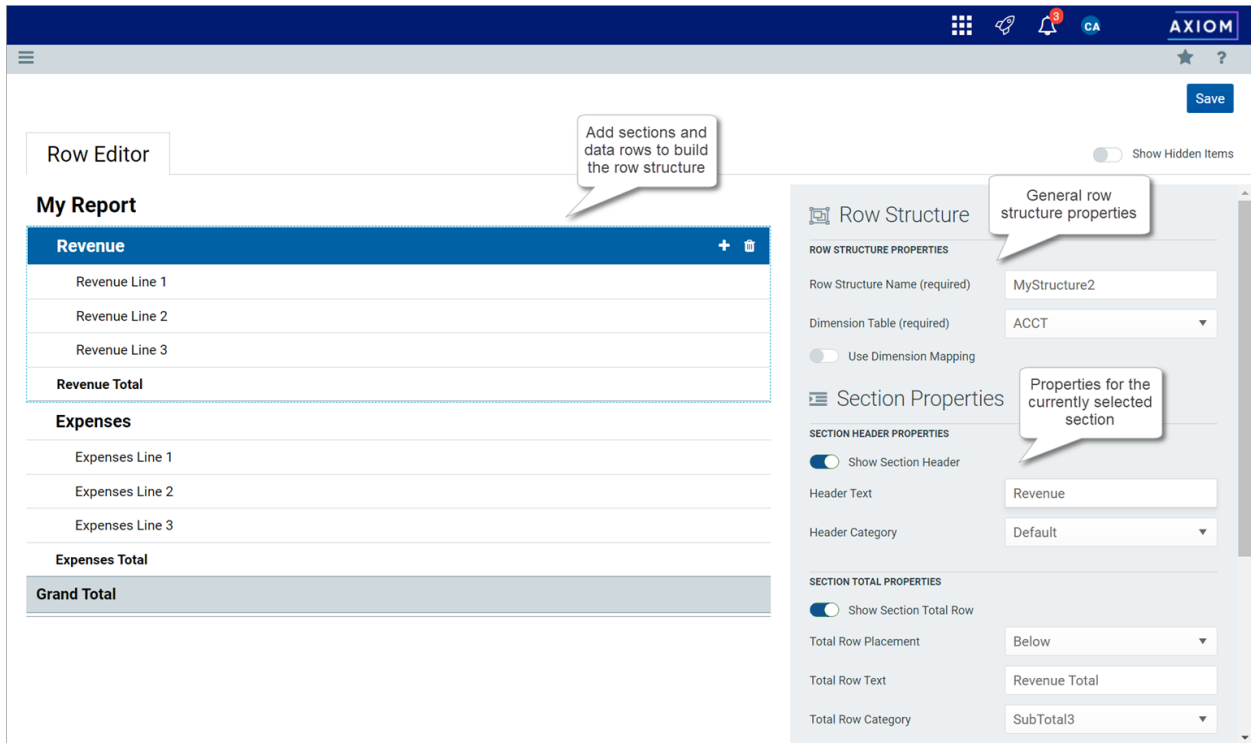 3
CA
AXIOM
?
Save
Row Editor
Add sections and
data rows to build
the row structure
Show Hidden Items
My Report
Revenue
Revenue Line 1
Revenue Line 2
Revenue Line 3
Revenue Total
Expenses
Expenses Line 1
Expenses Line 2
Expenses Line 3
Expenses Total
Grand Total
Row Structure
General row
structure properties
ROW STRUCTURE PROPERTIES
Row Structure Name (required) MyStructure2
Dimension Table (required) ACCT
Use Dimension Mapping
Section Properties
Properties for the
currently selected
section
SECTION HEADER PROPERTIES
Show Section Header
Header Text Revenue
Header Category Default
SECTION TOTAL PROPERTIES
Show Section Total Row
Total Row Placement Below
Total Row Text Revenue Total
Total Row Category SubTotal3